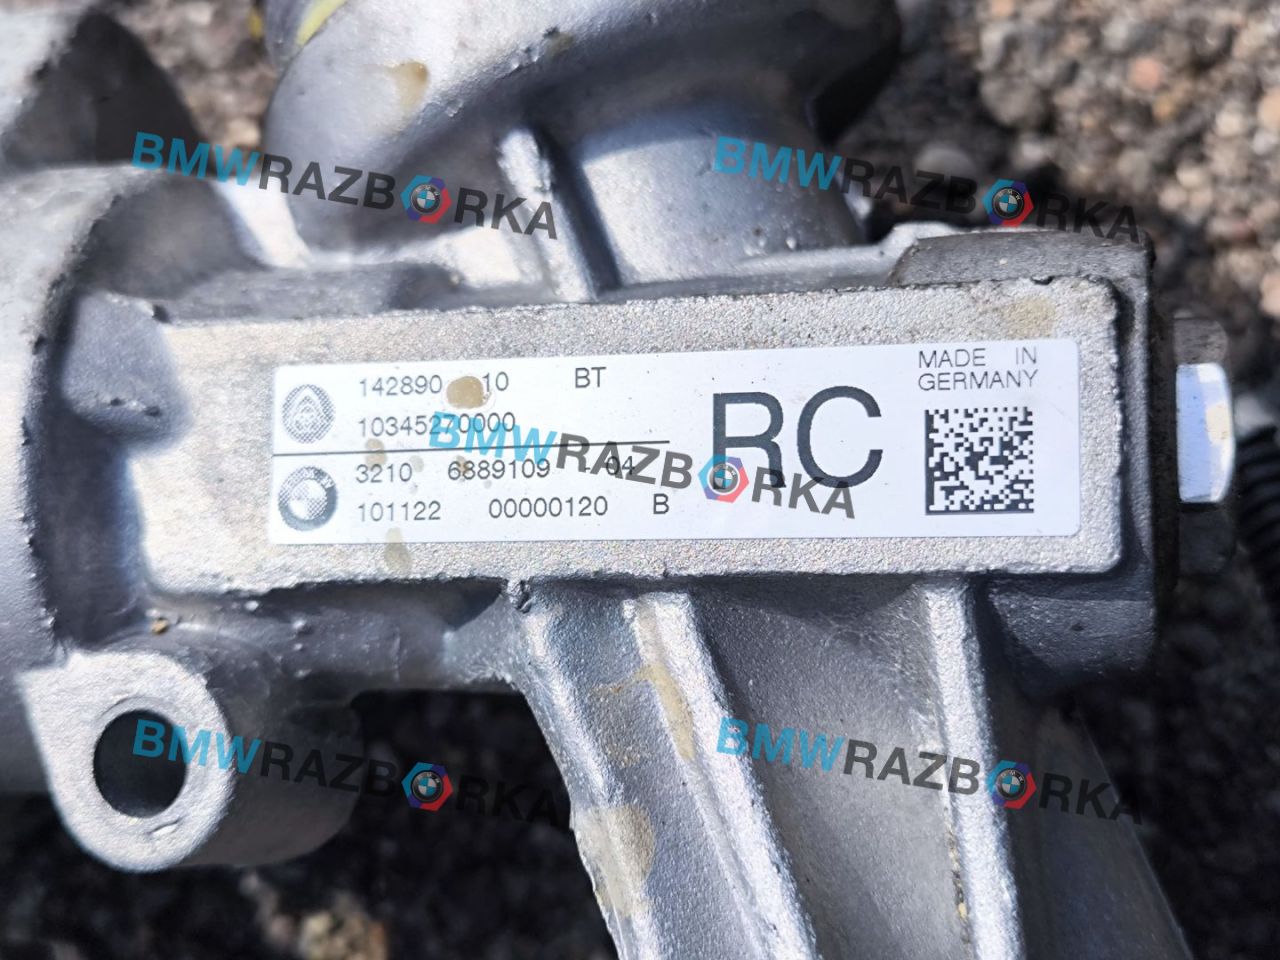 BMWRAZBORKA
BMWRAZBORKA
142890 10 BT
10345270000
3210 6889109 04
101122 00000120 B
RC
MADE IN
GERMANY
BMWRAZBORKA
BMWRAZBORKA
BMWRAZBORKA